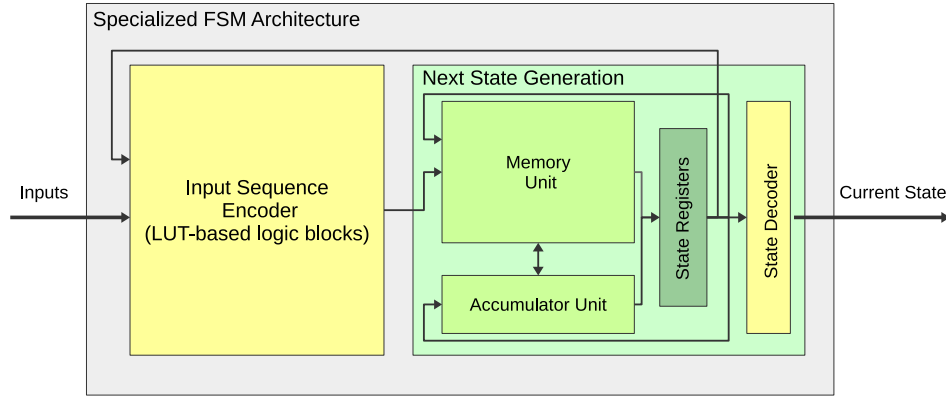 Specialized FSM Architecture
Next State Generation
Inputs
Input Sequence
Encoder
(LUT-based logic blocks)
Memory
Unit
Accumulator Unit
State Registers
State Decoder
Current State